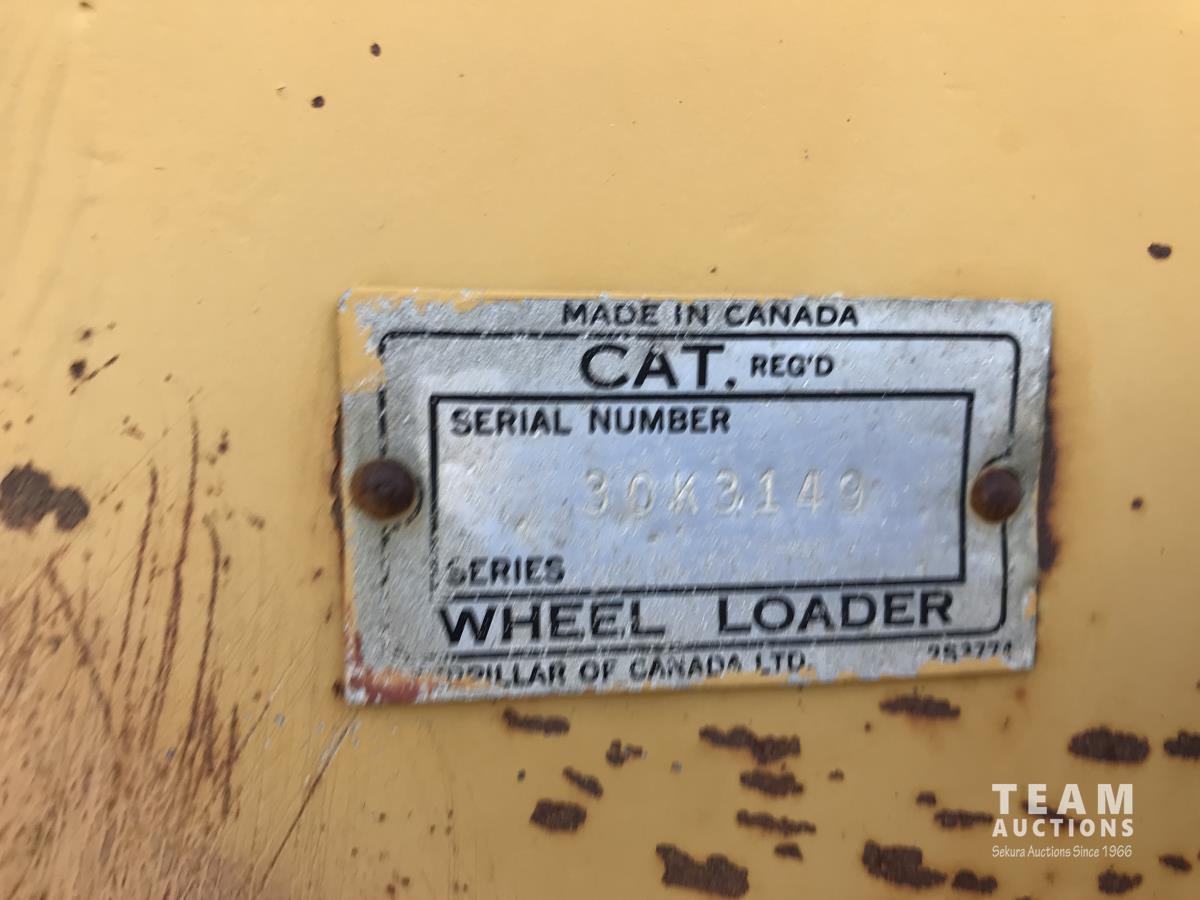 MADE IN CANADA
CAT. REG'D
SERIAL NUMBER
30K3149
SERIES
WHEEL LOADER
OF CANADA LTD.
TEAM
AUCTIONS
Sekura Auctions Since 1966